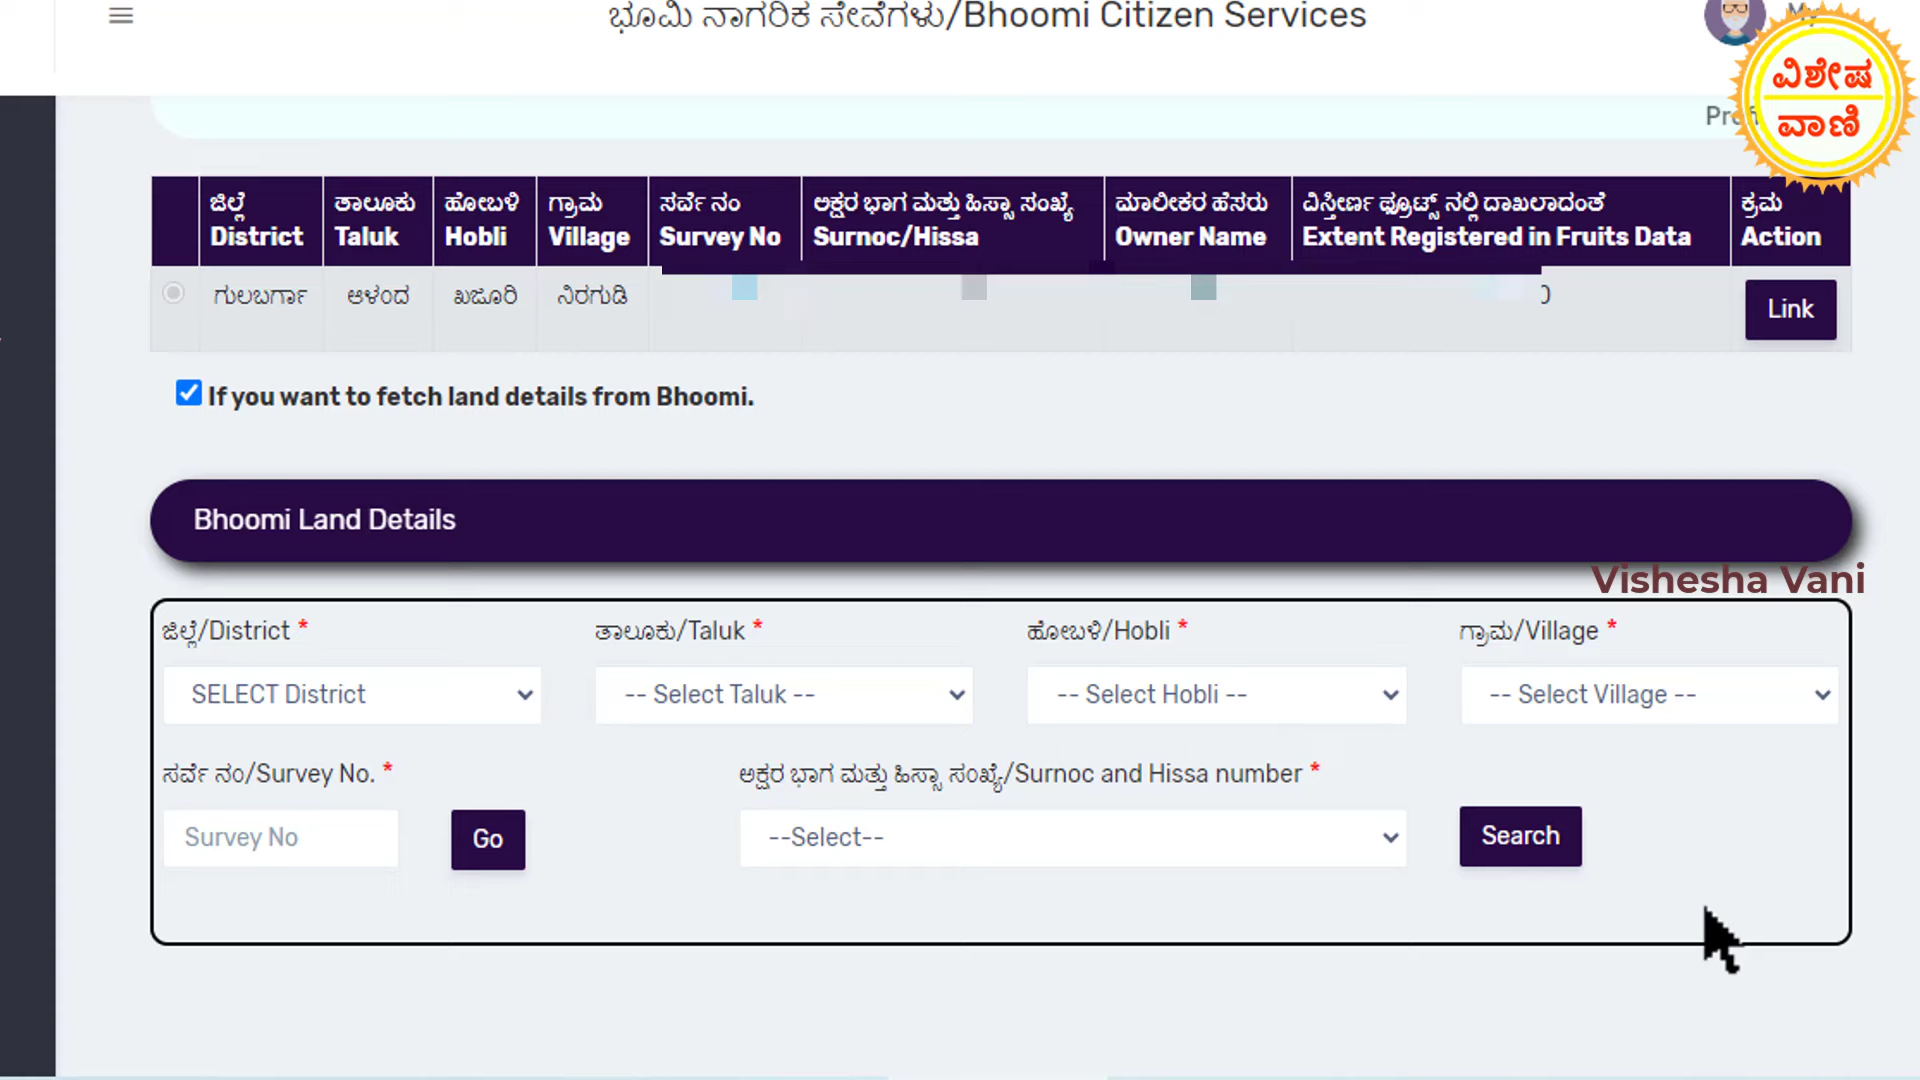 ಭೂಮಿ ನಾಗರಿಕ ಸೇವೆಗಳು/Bhoomi Citizen Services
ವಿಶೇಷ
ವಾಣಿ
ಜಿಲ್ಲೆ ತಾಲೂಕು ಹೋಬಳಿ ಗ್ರಾಮ ಸರ್ವೆ ನಂ ಅಕ್ಷರ ಭಾಗ ಮತ್ತು ಹಿಸ್ಸಾ ಸಂಖ್ಯೆ ಮಾಲೀಕರ ಹೆಸರು ವಿಸ್ತೀರ್ಣ ಫ್ರೂಟ್ಸ್ ನಲ್ಲಿ ದಾಖಲಾದಂತೆ ಕ್ರಮ
District Taluk Hobli Village Survey No Surnoc/Hissa Owner Name Extent Registered in Fruits Data Action
ಗುಲಬರ್ಗಾ ಆಳಂದ ಖಜೂರಿ ನಿರಗುಡಿ Link
If you want to fetch land details from Bhoomi.
Bhoomi Land Details
Vishesha Vani
ಜಿಲ್ಲೆ/District * ತಾಲೂಕು/Taluk * ಹೋಬಳಿ/Hobli * ಗ್ರಾಮ/Village *
SELECT District -- Select Taluk -- -- Select Hobli -- -- Select Village --
ಸರ್ವೆ ನಂ/Survey No. * ಅಕ್ಷರ ಭಾಗ ಮತ್ತು ಹಿಸ್ಸಾ ಸಂಖ್ಯೆ/Surnoc and Hissa number *
Survey No Go --Select-- Search